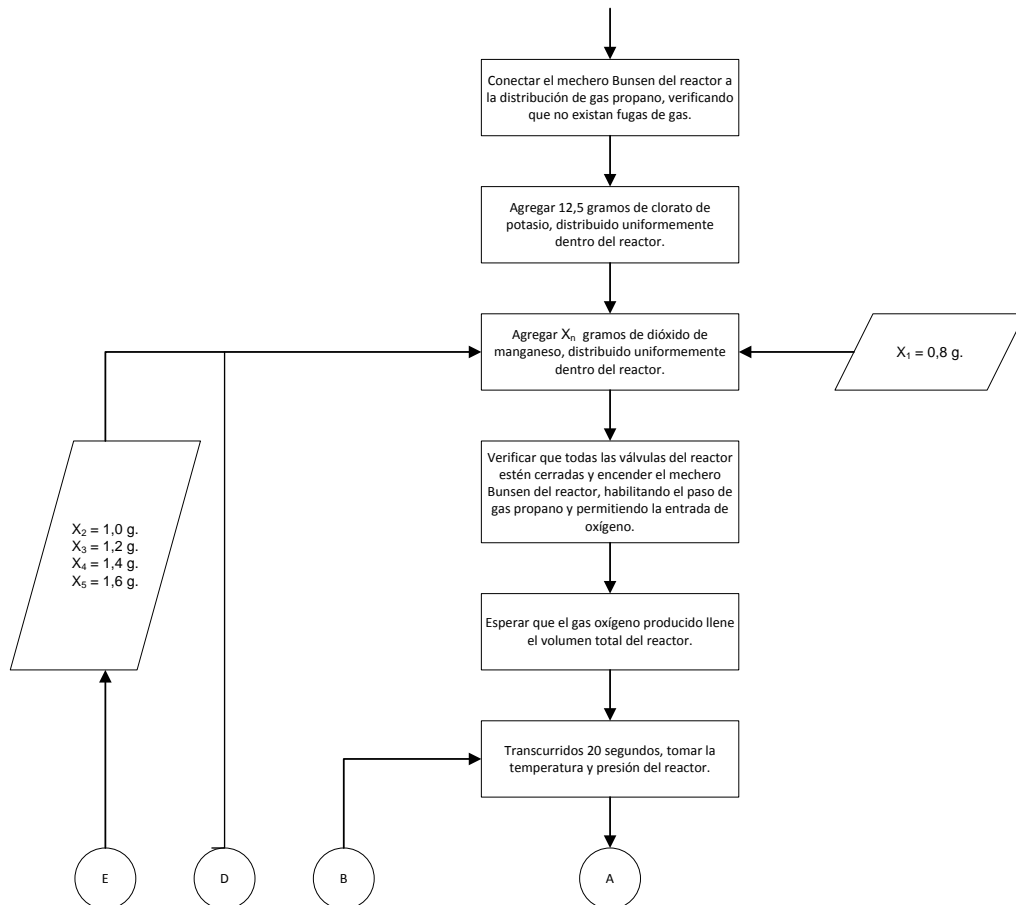 Conectar el mechero Bunsen del reactor a
la distribución de gas propano, verificando
que no existan fugas de gas.
Agregar 12,5 gramos de clorato de
potasio, distribuido uniformemente
dentro del reactor.
Agregar Xₙ gramos de dióxido de
manganeso, distribuido uniformemente
dentro del reactor.
X₁ = 0,8 g.
Verificar que todas las válvulas del reactor
estén cerradas y encender el mechero
Bunsen del reactor, habilitando el paso de
gas propano y permitiendo la entrada de
oxígeno.
X₂ = 1,0 g.
X₃ = 1,2 g.
X₄ = 1,4 g.
X₅ = 1,6 g.
Esperar que el gas oxígeno producido llene
el volumen total del reactor.
Transcurridos 20 segundos, tomar la
temperatura y presión del reactor.
E
D
B
A